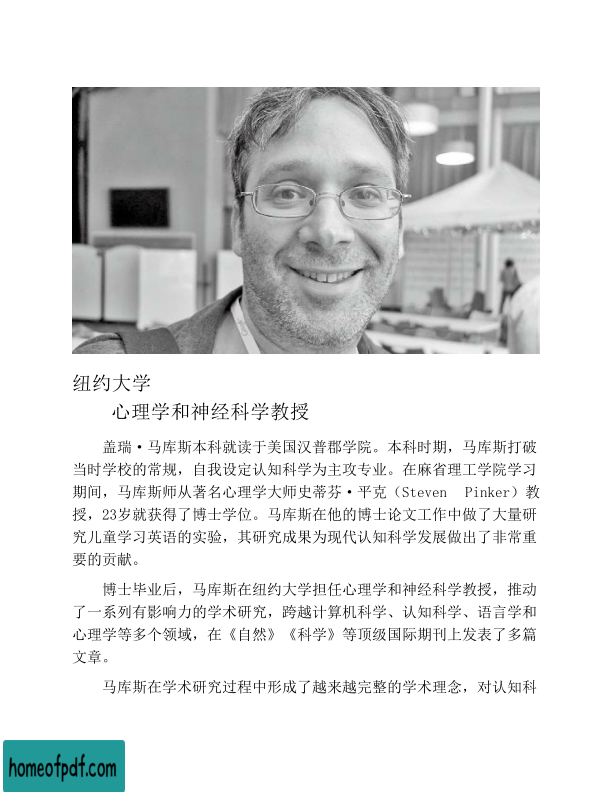 纽约大学
心理学和神经科学教授
盖瑞·马库斯本科就读于美国汉普郡学院。本科时期，马库斯打破
当时学校的常规，自我设定认知科学为主攻专业。在麻省理工学院学习
期间，马库斯师从著名心理学大师史蒂芬·平克（Steven Pinker）教
授，23岁就获得了博士学位。马库斯在他的博士论文工作中做了大量研
究儿童学习英语的实验，其研究成果为现代认知科学发展做出了非常重
要的贡献。
博士毕业后，马库斯在纽约大学担任心理学和神经科学教授，推动
了一系列有影响力的学术研究，跨越计算机科学、认知科学、语言学和
心理学等多个领域，在《自然》《科学》等顶级国际期刊上发表了多篇
文章。
马库斯在学术研究过程中形成了越来越完整的学术理念，对认知科
homeofpdf.com